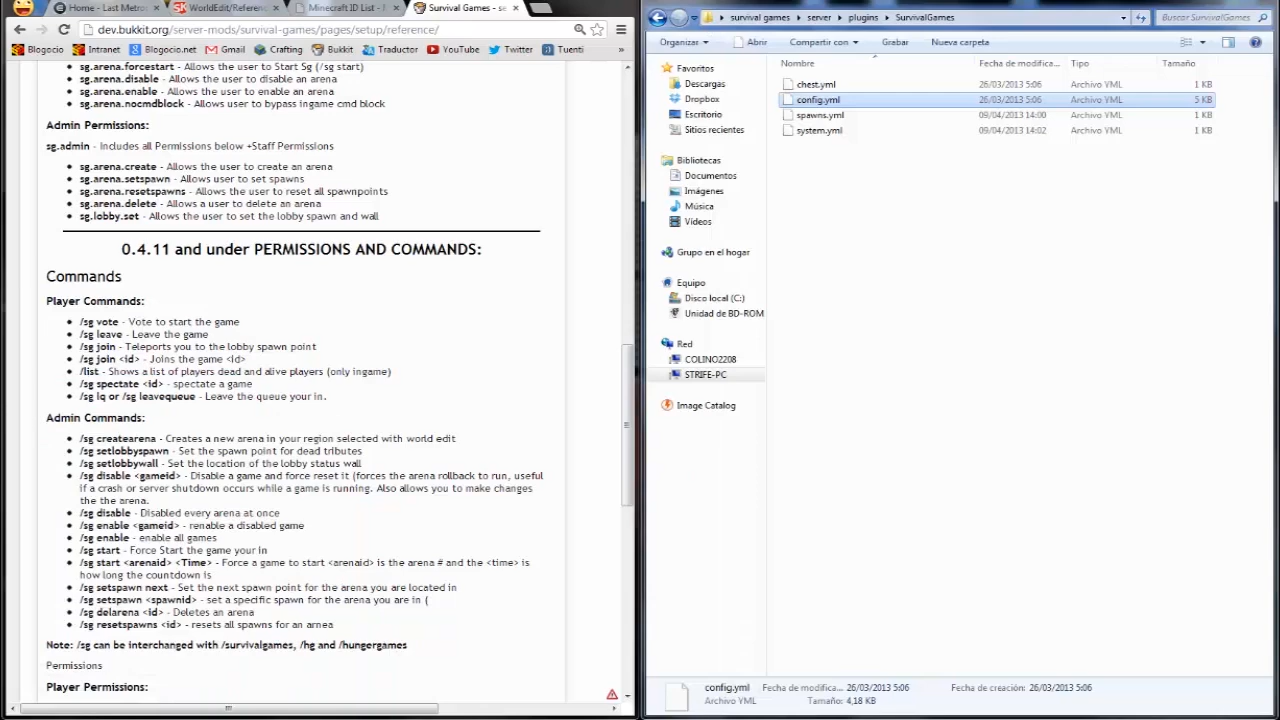 Home - Last Metro
WorldEdit/Referenc
Minecraft ID List - M
Survival Games - se
dev.bukkit.org/server-mods/survival-games/pages/setup/reference/
Blogocio
Intranet
Blogocio.net
Gmail
Crafting
Bukkit
Traductor
YouTube
Twitter
Tuenti
sg.arena.forcestart - Allows the user to Start Sg (/sg start)
sg.arena.disable - Allows the user to disable an arena
sg.arena.enable - Allows user to enable an arena
sg.arena.nocmdblock - Allows user to bypass ingame cmd block
Admin Permissions:
sg.admin - Includes all Permissions below +Staff Permissions
sg.arena.create - Allows the user to create an arena
sg.arena.setspawn - Allows user to set spawns
sg.arena.resetspawns - Allows the user to reset all spawnpoints
sg.arena.delete - Allows a user to delete an arena
sg.lobby.set - Allows the user to set the lobby spawn and wall
0.4.11 and under PERMISSIONS AND COMMANDS:
Commands
Player Commands:
/sg vote - Vote to start the game
/sg leave - Leave the game
/sg join - Teleports you to the lobby spawn point
/sg join <id> - Joins the game <id>
/list - Shows a list of players dead and alive players (only ingame)
/sg spectate <id> - spectate a game
/sg lq or /sg leavequeue - Leave the queue your in.
Admin Commands:
/sg createarena - Creates a new arena in your region selected with world edit
/sg setlobbyspawn - Set the spawn point for dead tributes
/sg setlobbywall - Set the location of the lobby status wall
/sg disable <gameid> - Disable a game and force reset it (forces the arena rollback to run, useful
if a crash or server shutdown occurs while a game is running. Also allows you to make changes
the the arena.
/sg disable - Disabled every arena at once
/sg enable <gameid> - renable a disabled game
/sg enable - enable all games
/sg start - Force Start the game your in
/sg start <arenaid> <Time> - Force a game to start <arenaid> is the arena # and the <time> is
how long the countdown is
/sg setspawn next - Set the next spawn point for the arena you are located in
/sg setspawn <spawnid> - set a specific spawn for the arena you are in (
/sg delarena <id> - Deletes an arena
/sg resetspawns <id> - resets all spawns for an arnea
Note: /sg can be interchanged with /survivalgames, /hg and /hungergames
Permissions
Player Permissions:
survival games
server
plugins
SurvivalGames
Buscar SurvivalGames
Organizar
Abrir
Compartir con
Grabar
Nueva carpeta
Nombre
Fecha de modifica...
Tipo
Tamaño
chest.yml 26/03/2013 5:06 Archivo YML 1 KB
config.yml 26/03/2013 5:06 Archivo YML 5 KB
spawns.yml 09/04/2013 14:00 Archivo YML 1 KB
system.yml 09/04/2013 14:02 Archivo YML 1 KB
Favoritos
Descargas
Dropbox
Escritorio
Sitios recientes
Bibliotecas
Documentos
Imágenes
Música
Vídeos
Grupo en el hogar
Equipo
Disco local (C:)
Unidad de BD-ROM
Red
COLINO2208
STRIFE-PC
Image Catalog
config.yml Fecha de modifica... 26/03/2013 5:06 Fecha de creación: 26/03/2013 5:06
Archivo YML Tamaño: 4,18 KB